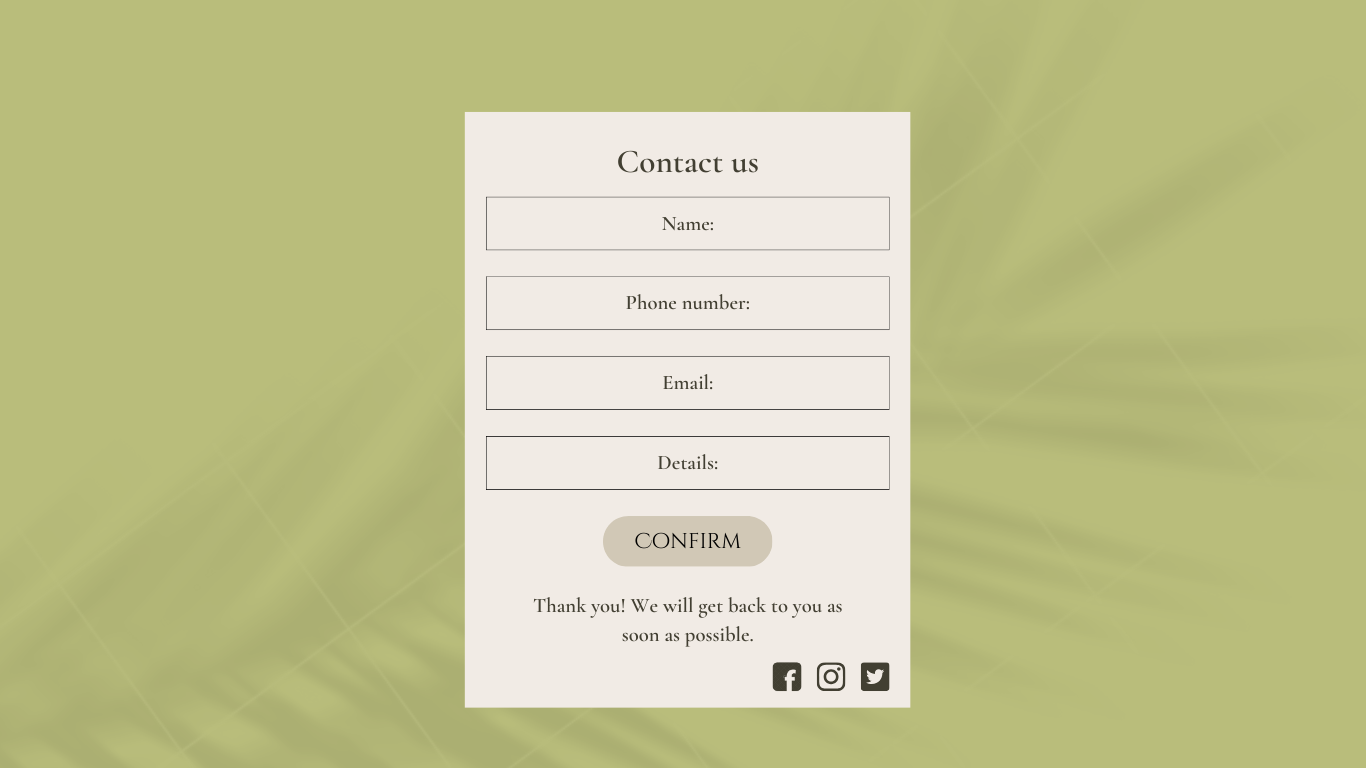 Contact us
Name:
Phone number:
Email:
Details:
CONFIRM
Thank you! We will get back to you as
soon as possible.